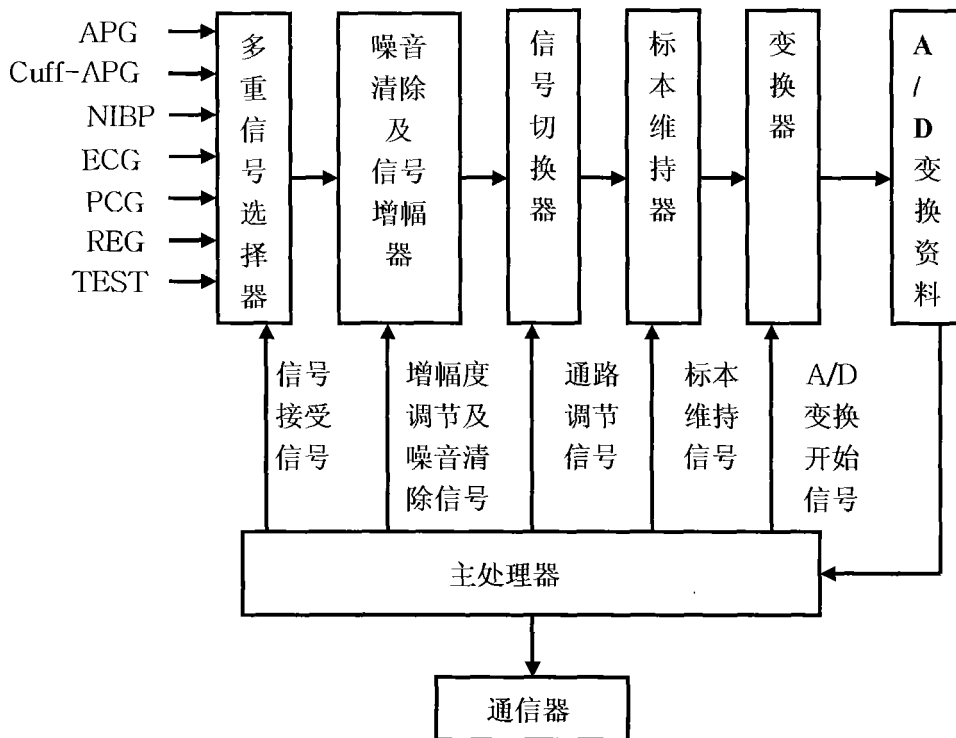 APG
Cuff-APG
NIBP
ECG
PCG
REG
TEST
多重信号选择器
噪音
清除
及
信号
增幅
器
信号切换器
标本维持器
变换器
A/D变换资料
信号
接受
信号
增幅度
调节及
噪音清
除信号
通路
调节
信号
标本
维持
信号
A/D
变换
开始
信号
主处理器
通信器